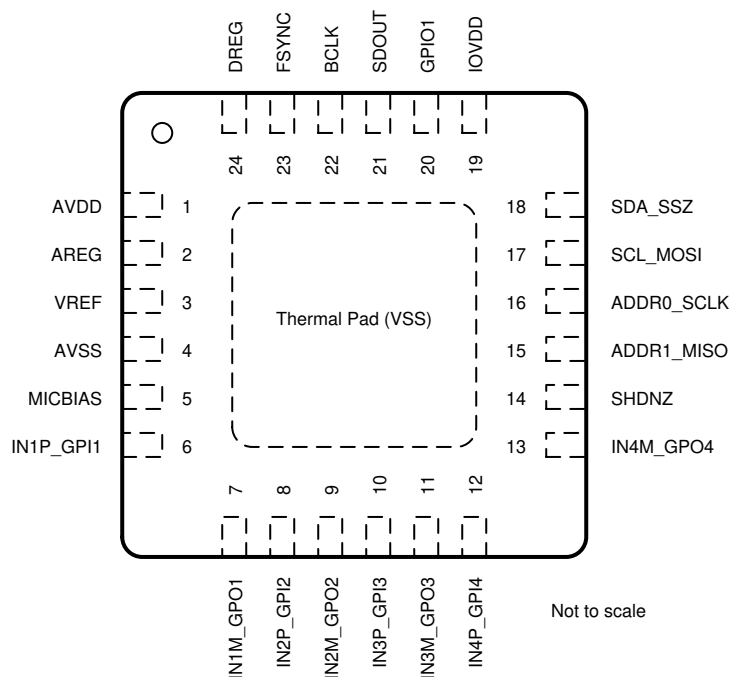 DREG
FSYNC
BCLK
SDOUT
GPIO1
IOVDD
24
23
22
21
20
19
AVDD 1
AREG 2
VREF 3
AVSS 4
MICBIAS 5
IN1P_GPI1 6
Thermal Pad (VSS)
18 SDA_SSZ
17 SCL_MOSI
16 ADDR0_SCLK
15 ADDR1_MISO
14 SHDNZ
13 IN4M_GPO4
7
8
9
10
11
12
IN1M_GPO1
IN2P_GPI2
IN2M_GPO2
IN3P_GPI3
IN3M_GPO3
IN4P_GPI4
Not to scale